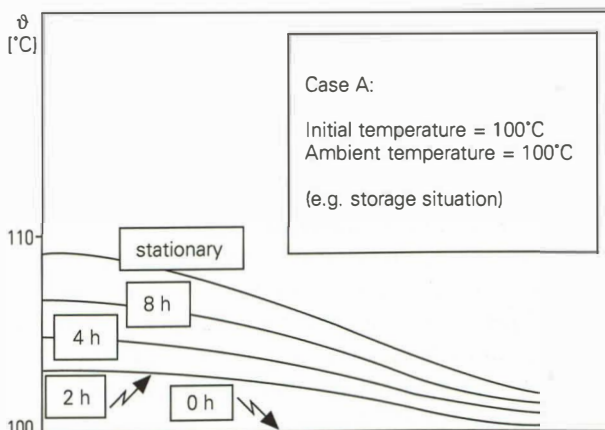 ϑ
[°C]
Case A:
Initial temperature = 100°C
Ambient temperature = 100°C
(e.g. storage situation)
110
stationary
8 h
4 h
2 h
0 h
100